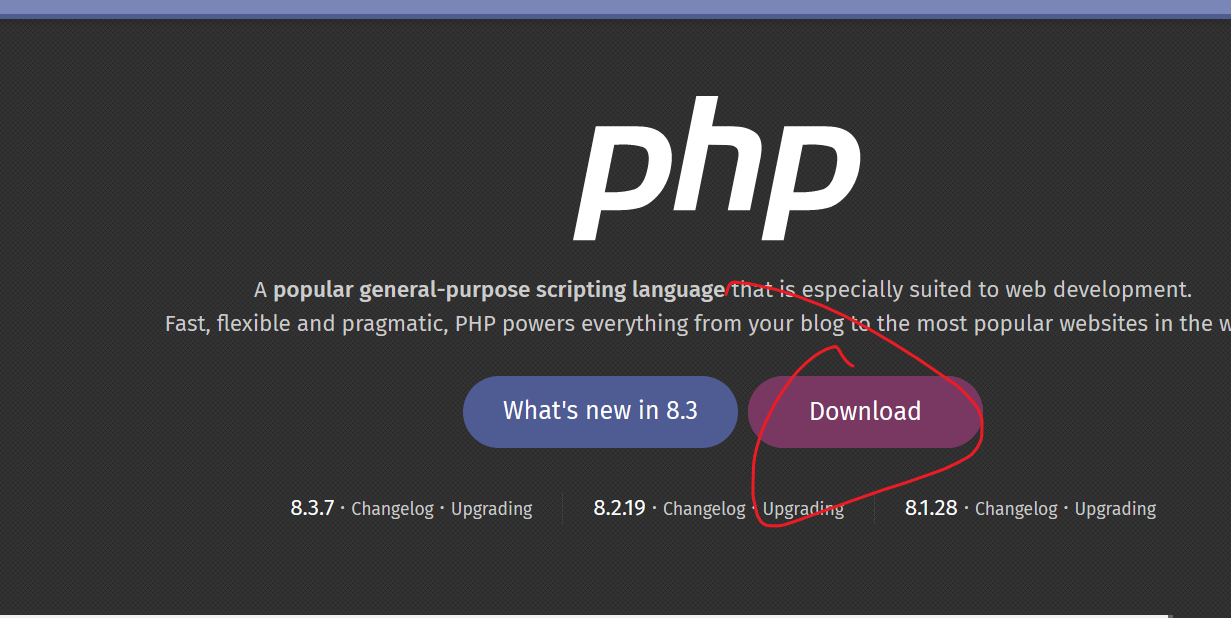 php
A popular general-purpose scripting language that is especially suited to web development.
Fast, flexible and pragmatic, PHP powers everything from your blog to the most popular websites in the
What's new in 8.3
Download
8.3.7 · Changelog · Upgrading
8.2.19 · Changelog · Upgrading
8.1.28 · Changelog · Upgrading